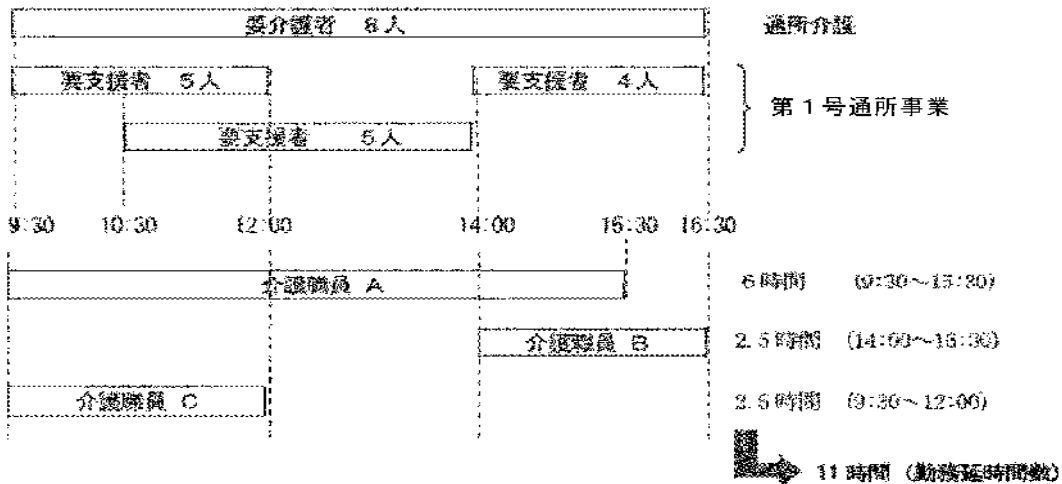 要介護者 8人 通所介護
要支援者 5人 要支援者 4人
第1号通所事業
要支援者 5人
9:30 10:30 12:00 14:00 15:30 16:30
介護職員 A 6時間 (9:30～15:30)
介護職員 B 2.5時間 (14:00～16:30)
介護職員 C 2.5時間 (9:30～12:00)
11時間（勤務延時間数）